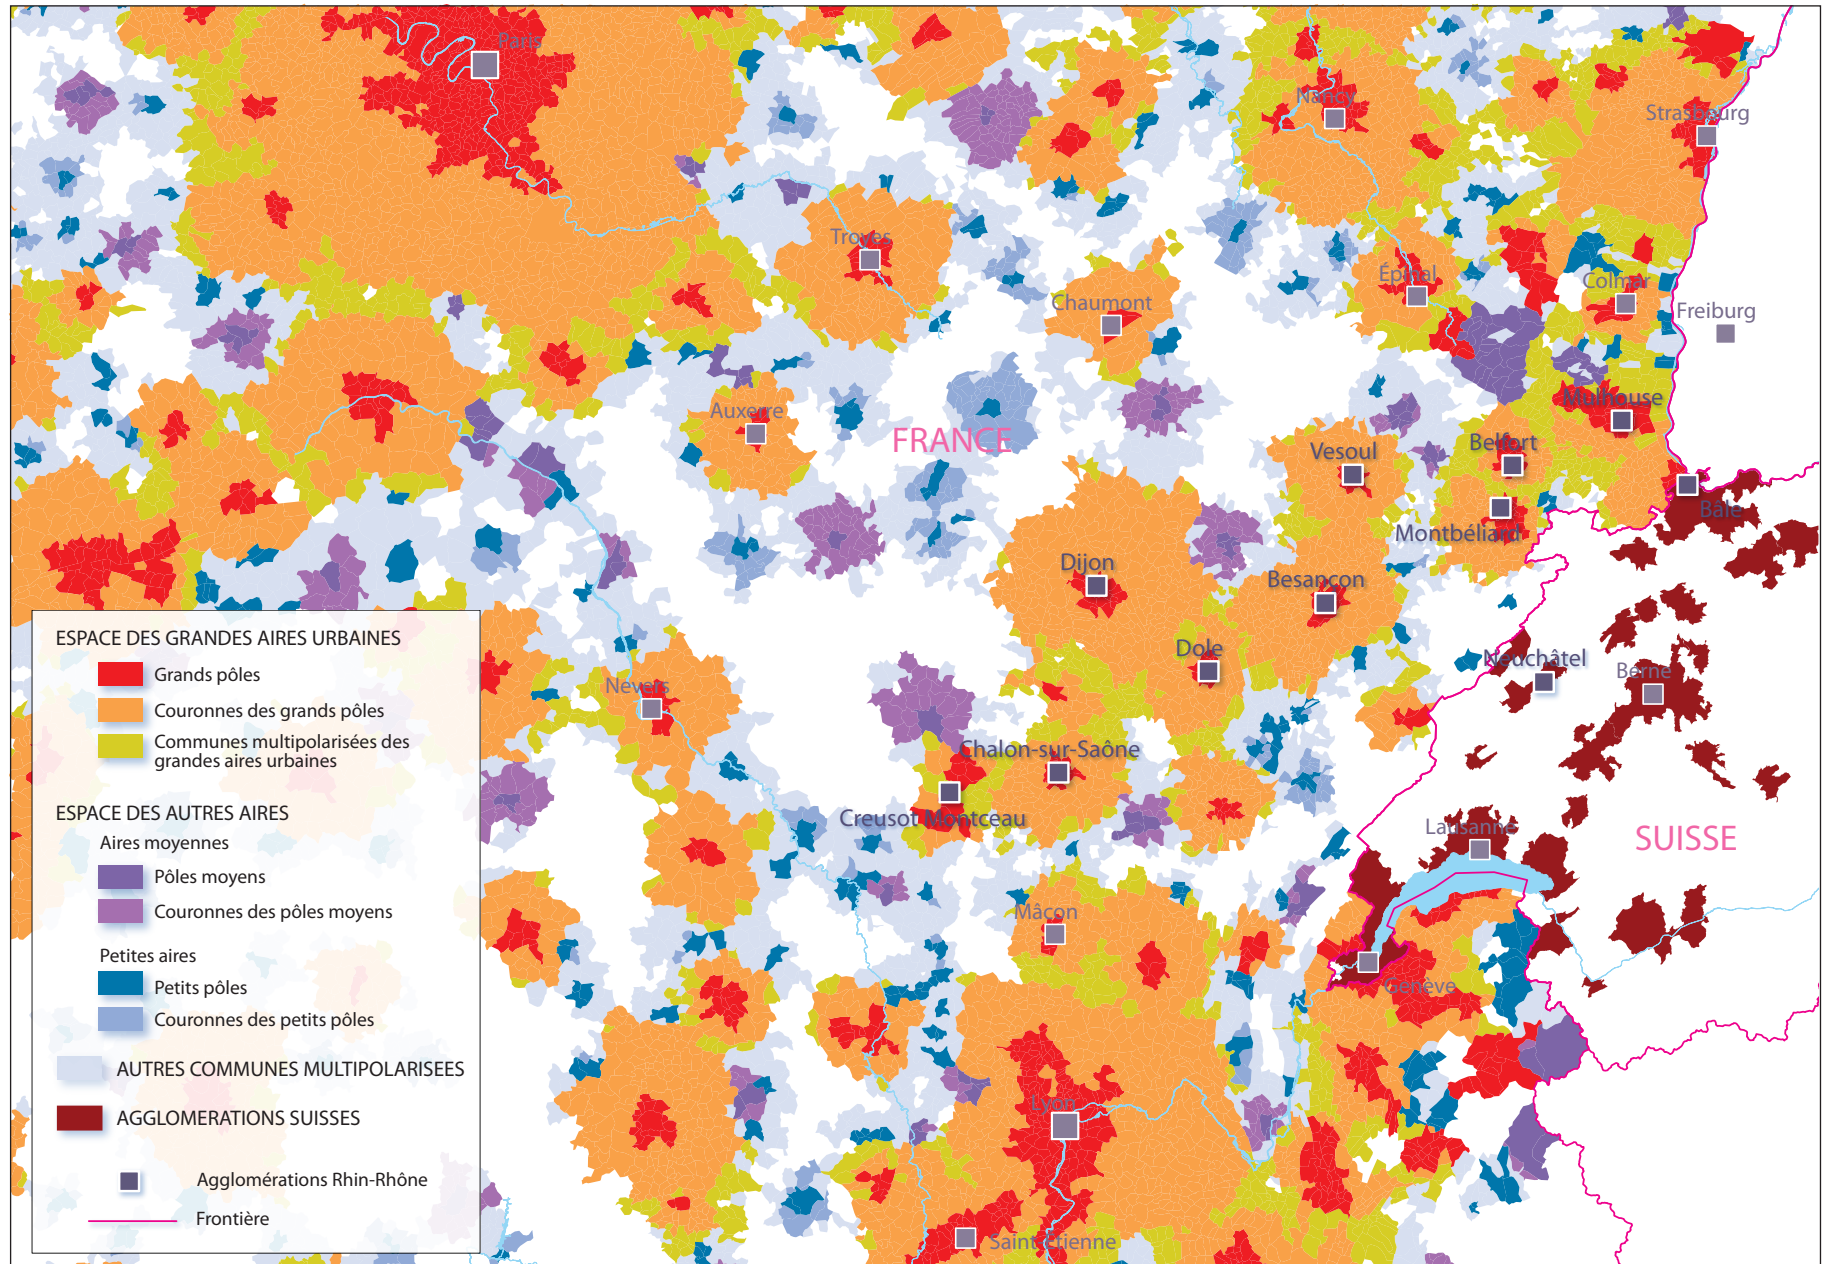 Paris
Nancy
Strasbourg
Troyes
Épinal
Colmar
Chaumont
Freiburg
Auxerre
FRANCE
Mulhouse
Vesoul
Belfort
Montbéliard
Bâle
Dijon
Besançon
Dole
Neuchâtel
Berne
Nevers
Chalon-sur-Saône
Creusot Montceau
Lausanne
SUISSE
Mâcon
Genève
Lyon
Saint-Etienne
ESPACE DES GRANDES AIRES URBAINES
Grands pôles
Couronnes des grands pôles
Communes multipolarisées des
grandes aires urbaines
ESPACE DES AUTRES AIRES
Aires moyennes
Pôles moyens
Couronnes des pôles moyens
Petites aires
Petits pôles
Couronnes des petits pôles
AUTRES COMMUNES MULTIPOLARISEES
AGGLOMERATIONS SUISSES
Agglomérations Rhin-Rhône
Frontière